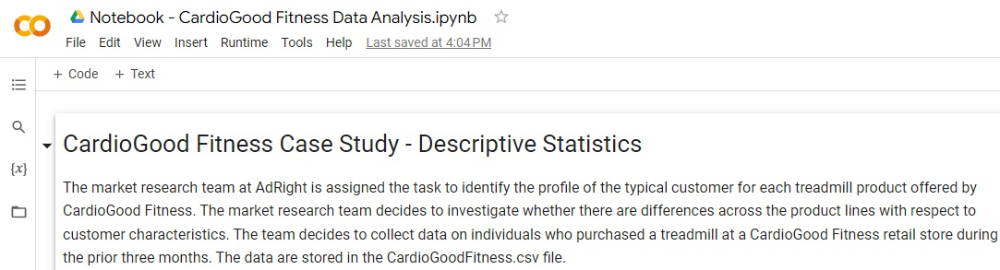 Notebook - CardioGood Fitness Data Analysis.ipynb
File Edit View Insert Runtime Tools Help Last saved at 4:04 PM
+ Code + Text
CardioGood Fitness Case Study - Descriptive Statistics
{x}
The market research team at AdRight is assigned the task to identify the profile of the typical customer for each treadmill product offered by
CardioGood Fitness. The market research team decides to investigate whether there are differences across the product lines with respect to
customer characteristics. The team decides to collect data on individuals who purchased a treadmill at a CardioGood Fitness retail store during
the prior three months. The data are stored in the CardioGoodFitness.csv file.